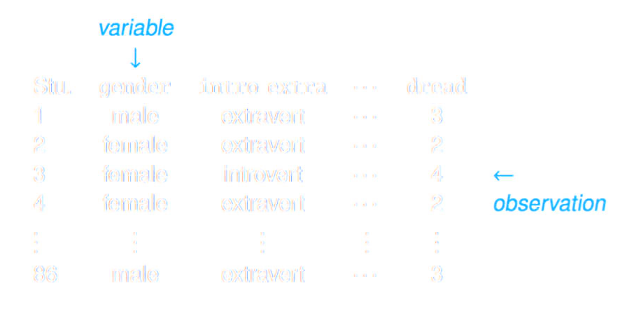 variable
↓
Stu. gender intro extra ··· dread
1 male extravert ··· 3
2 female extravert ··· 2
3 female introvert ··· 4 ←
4 female extravert ··· 2 observation
⋮ ⋮ ⋮ ⋮ ⋮
86 male extravert ··· 3